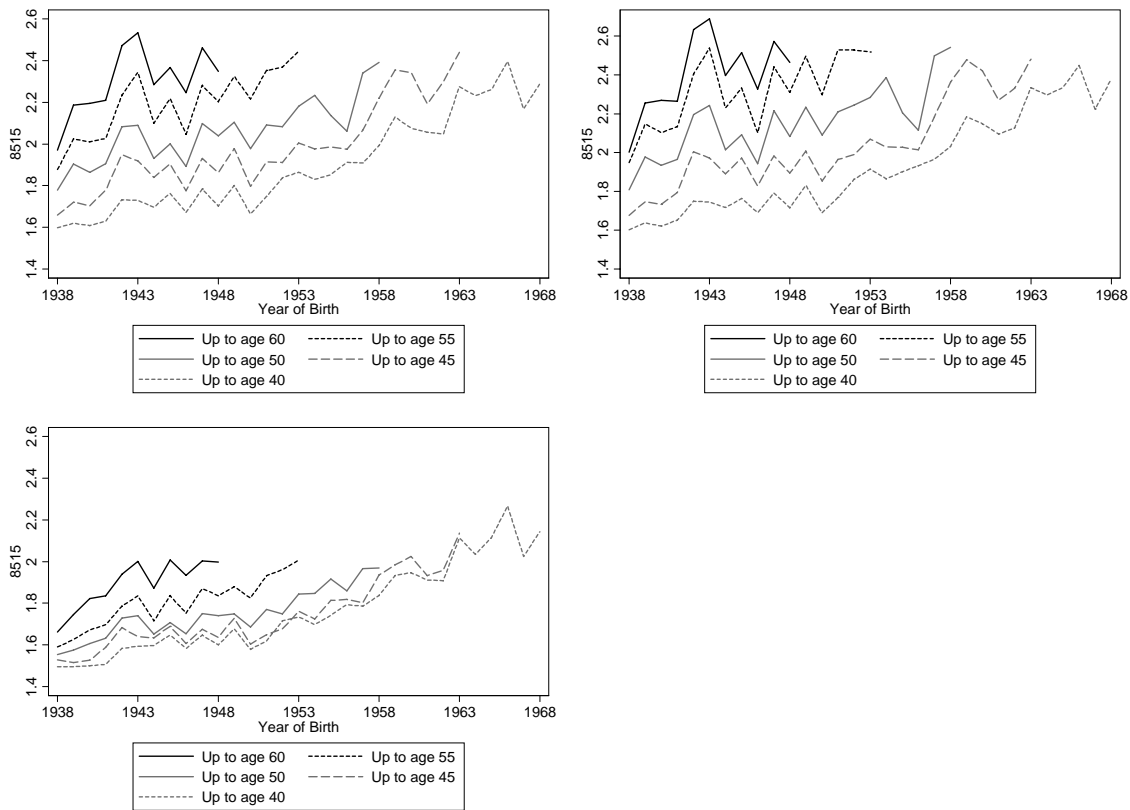 2.6
2.4
2.2
2
1.8
1.6
1.4
8515
1938 1943 1948 1953 1958 1963 1968
Year of Birth
Up to age 60 Up to age 55
Up to age 50 Up to age 45
Up to age 40
2.6
2.4
2.2
2
1.8
1.6
1.4
8515
1938 1943 1948 1953 1958 1963 1968
Year of Birth
Up to age 60 Up to age 55
Up to age 50 Up to age 45
Up to age 40
2.6
2.4
2.2
2
1.8
1.6
1.4
8515
1938 1943 1948 1953 1958 1963 1968
Year of Birth
Up to age 60 Up to age 55
Up to age 50 Up to age 45
Up to age 40